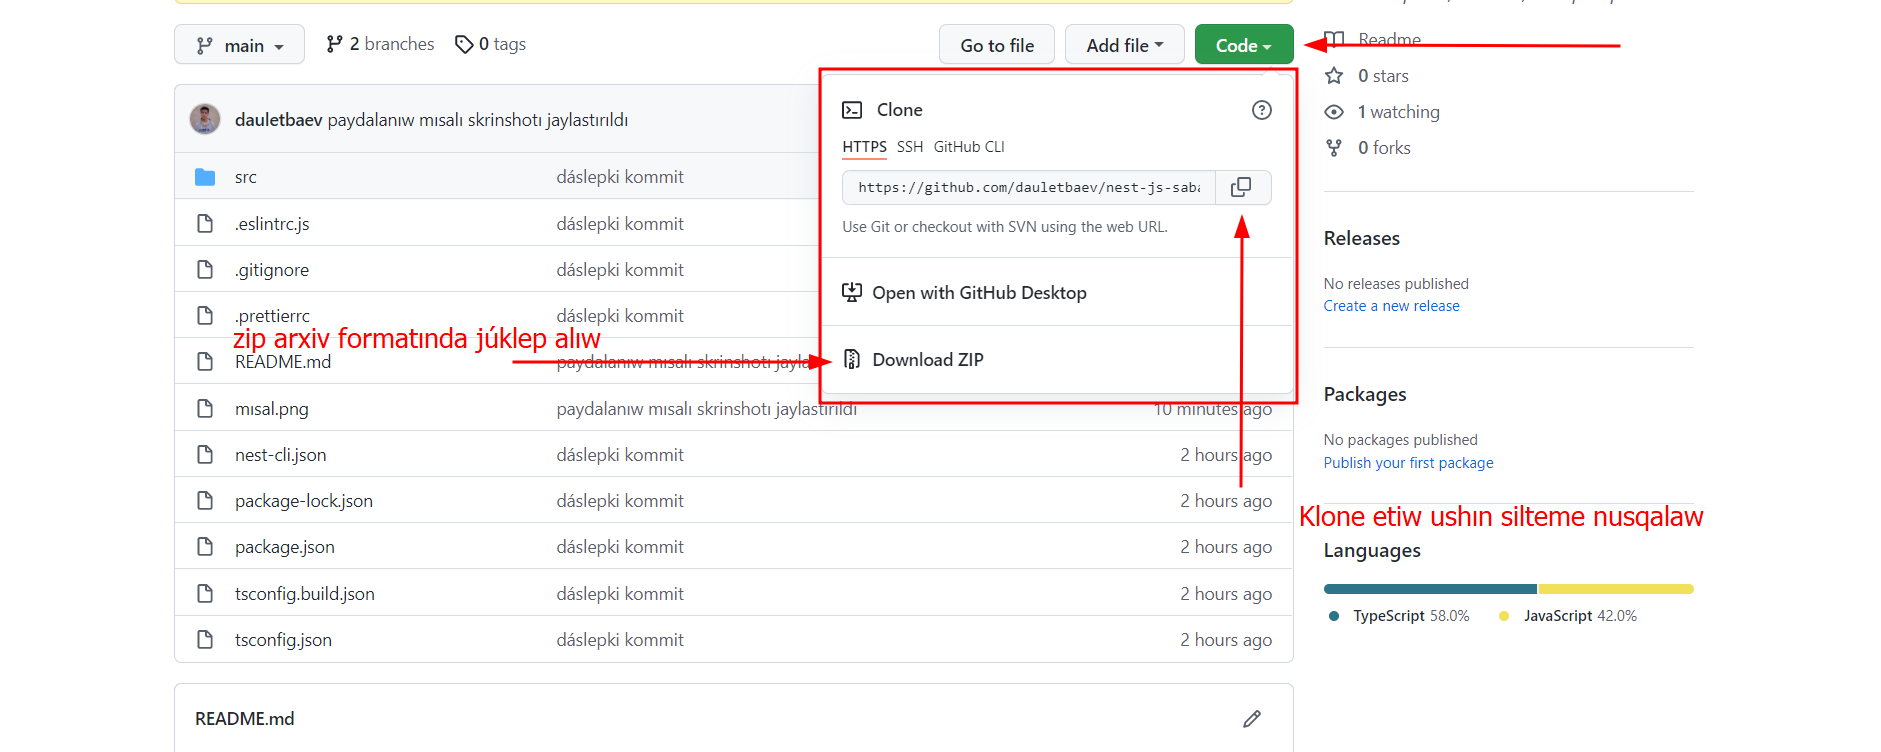 main
2 branches
0 tags
Go to file
Add file
Code
Readme
0 stars
1 watching
0 forks
dauletbaev paydalanıw mısalı skrinshotı jaylastırıldı
Clone
HTTPS SSH GitHub CLI
https://github.com/dauletbaev/nest-js-saba
Use Git or checkout with SVN using the web URL.
Open with GitHub Desktop
Download ZIP
src dáslepki kommit
.eslintrc.js dáslepki kommit
.gitignore dáslepki kommit
.prettierrc dáslepki kommit
zip arxiv formatında júklep alıw
README.md paydalanıw mısalı skrinshotı jayla
mısal.png paydalanıw mısalı skrinshotı jaylastırıldı 10 minutes ago
nest-cli.json dáslepki kommit 2 hours ago
package-lock.json dáslepki kommit 2 hours ago
package.json dáslepki kommit 2 hours ago
tsconfig.build.json dáslepki kommit 2 hours ago
tsconfig.json dáslepki kommit 2 hours ago
README.md
Releases
No releases published
Create a new release
Packages
No packages published
Publish your first package
Klone etiw ushın silteme nusqalaw
Languages
TypeScript 58.0% JavaScript 42.0%